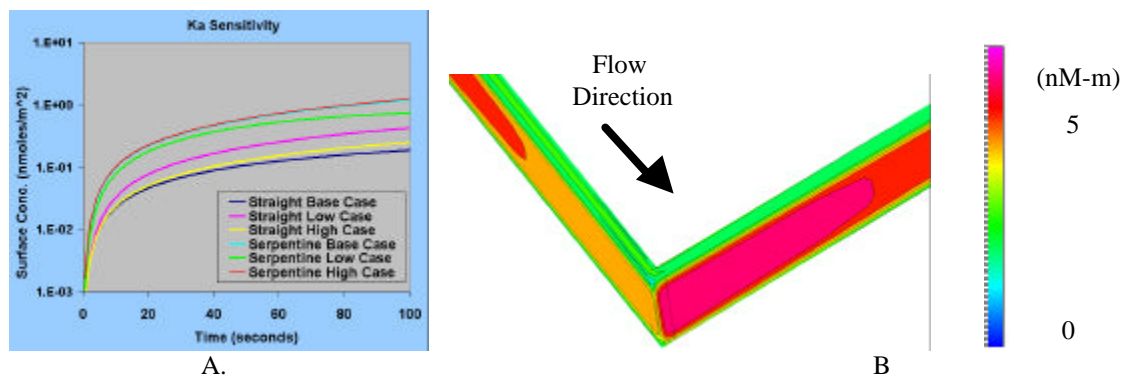 Ka Sensitivity
Surface Conc. (nmoles/m^2)
1.E+01
1.E+00
1.E-01
1.E-02
1.E-03
Straight Base Case
Straight Low Case
Straight High Case
Serpentine Base Case
Serpentine Low Case
Serpentine High Case
0 20 40 60 80 100
Time (seconds)
A.
Flow
Direction
B
(nM-m)
5
0